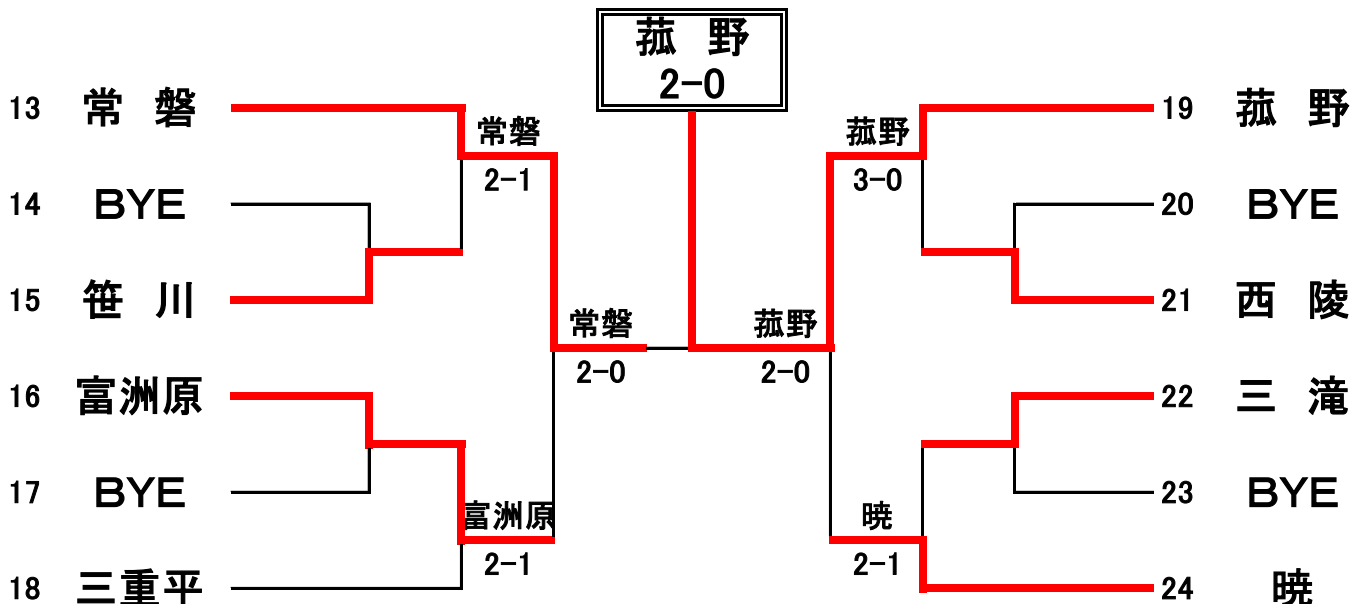 菰 野
2-0
13 常 磐
常磐
2-1
14 BYE
15 笹 川
常磐
2-0
16 富洲原
17 BYE
富洲原
2-1
18 三重平
菰野
3-0
19 菰 野
20 BYE
21 西 陵
菰野
2-0
22 三 滝
23 BYE
暁
2-1
24 暁